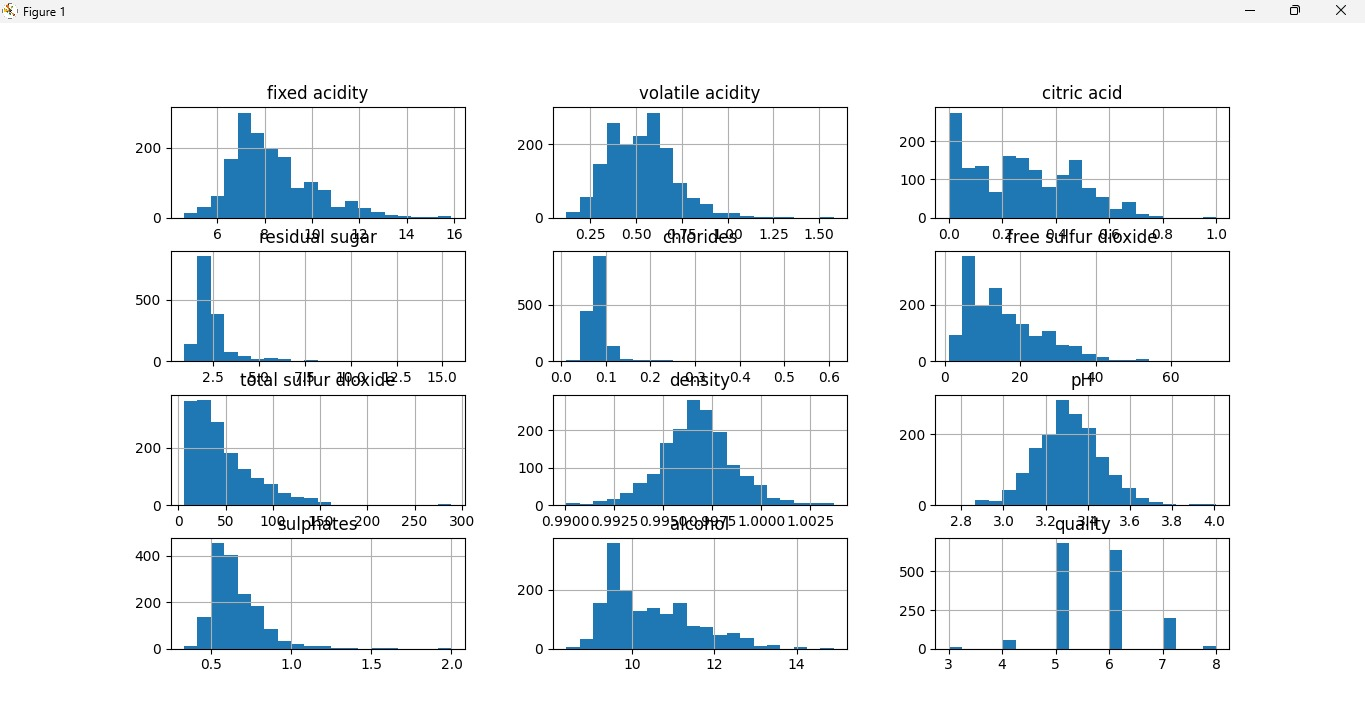 Figure 1
fixed acidity
200
0
6 8 10 12 14 16
volatile acidity
200
0
0.25 0.50 0.75 1.00 1.25 1.50
citric acid
200
100
0
0.0 0.2 0.4 0.6 0.8 1.0
residual sugar
500
0
2.5 5.0 7.5 10.0 12.5 15.0
chlorides
500
0
0.0 0.1 0.2 0.3 0.4 0.5 0.6
free sulfur dioxide
200
0
0 20 40 60
total sulfur dioxide
200
0
0 50 100 150 200 250 300
density
200
100
0
0.9900 0.9925 0.9950 0.9975 1.0000 1.0025
pH
200
0
2.8 3.0 3.2 3.4 3.6 3.8 4.0
sulphates
400
200
0
0.5 1.0 1.5 2.0
alcohol
200
0
10 12 14
quality
500
250
0
3 4 5 6 7 8